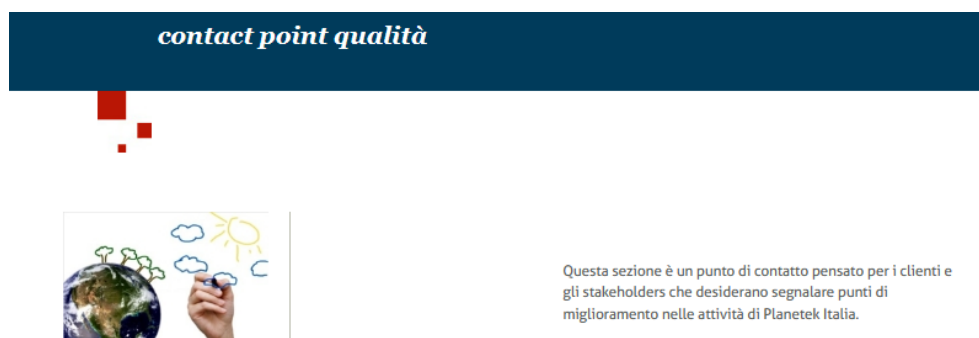 contact point qualità
Questa sezione è un punto di contatto pensato per i clienti e
gli stakeholders che desiderano segnalare punti di
miglioramento nelle attività di Planetek Italia.